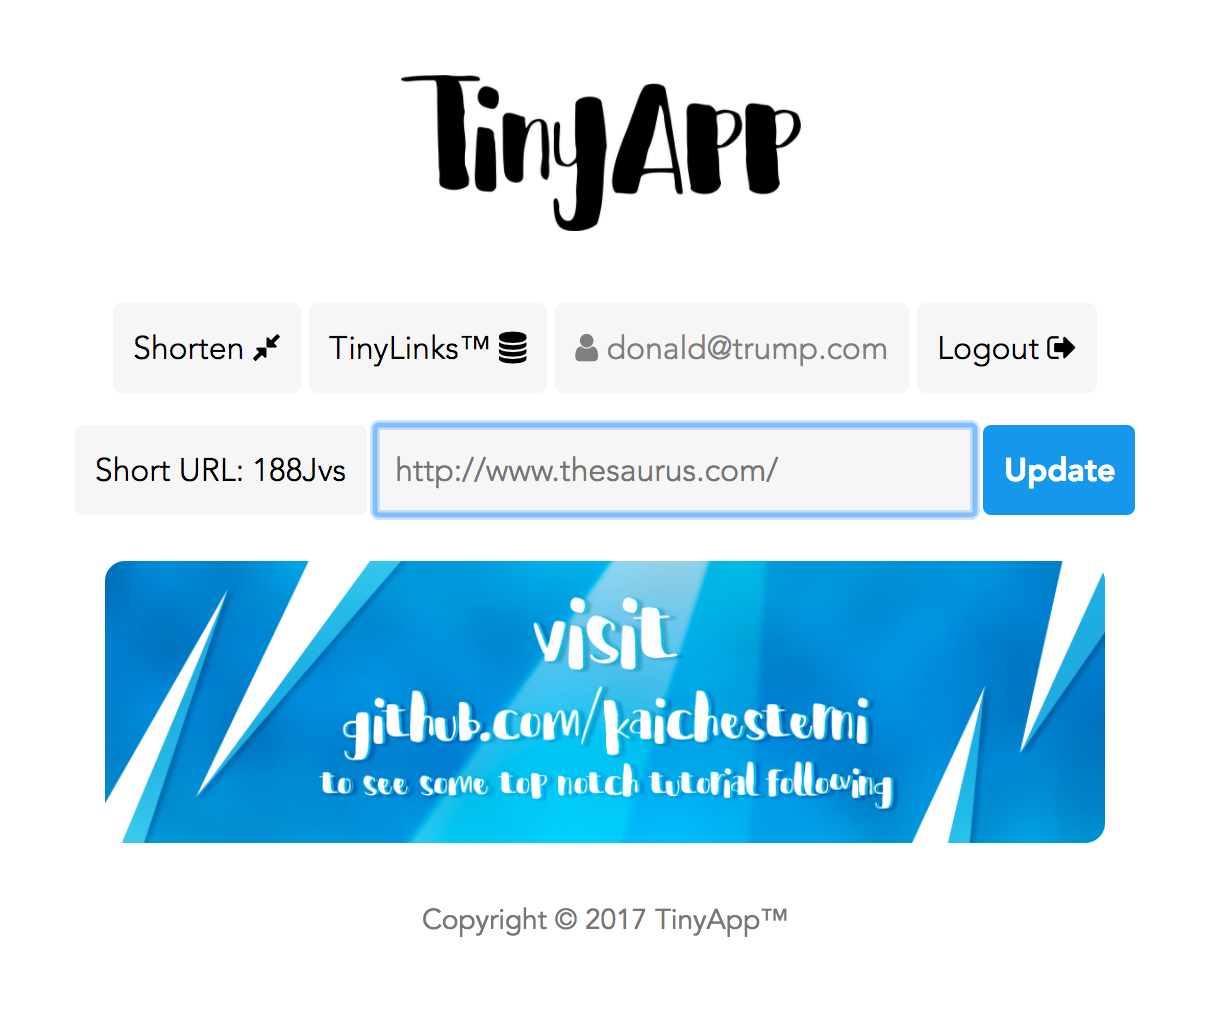 TinyApp
Shorten TinyLinks™ donald@trump.com Logout
Short URL: 188Jvs http://www.thesaurus.com/ Update
visit
github.com/kaichestemi
to see some top notch tutorial following
Copyright © 2017 TinyApp™